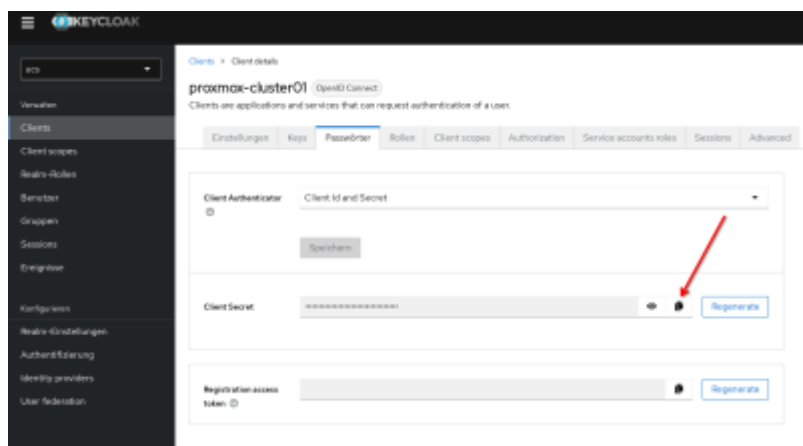 KEYCLOAK
ecs
Verwalten
Clients
Client scopes
Realm-Rollen
Benutzer
Gruppen
Sessions
Ereignisse
Konfigurieren
Realm-Einstellungen
Authentifizierung
Identity providers
User federation
Clients > Client details
proxmox-cluster01 OpenID Connect
Clients are applications and services that can request authentication of a user.
Einstellungen Keys Passwörter Rollen Client scopes Authorization Service accounts roles Sessions Advanced
Client Authenticator Client Id and Secret
Speichern
Client Secret Regenerate
Registration access
token Regenerate